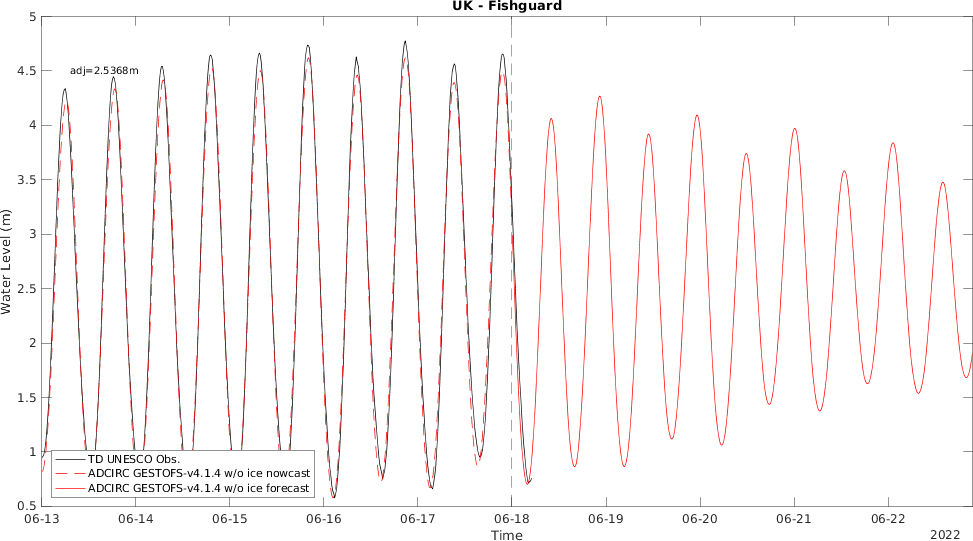 UK - Fishguard
5
4.5
4
3.5
3
2.5
2
1.5
1
0.5
Water Level (m)
adj=2.5368m
TD UNESCO Obs.
ADCIRC GESTOFS-v4.1.4 w/o ice nowcast
ADCIRC GESTOFS-v4.1.4 w/o ice forecast
06-13 06-14 06-15 06-16 06-17 06-18 06-19 06-20 06-21 06-22
Time
2022